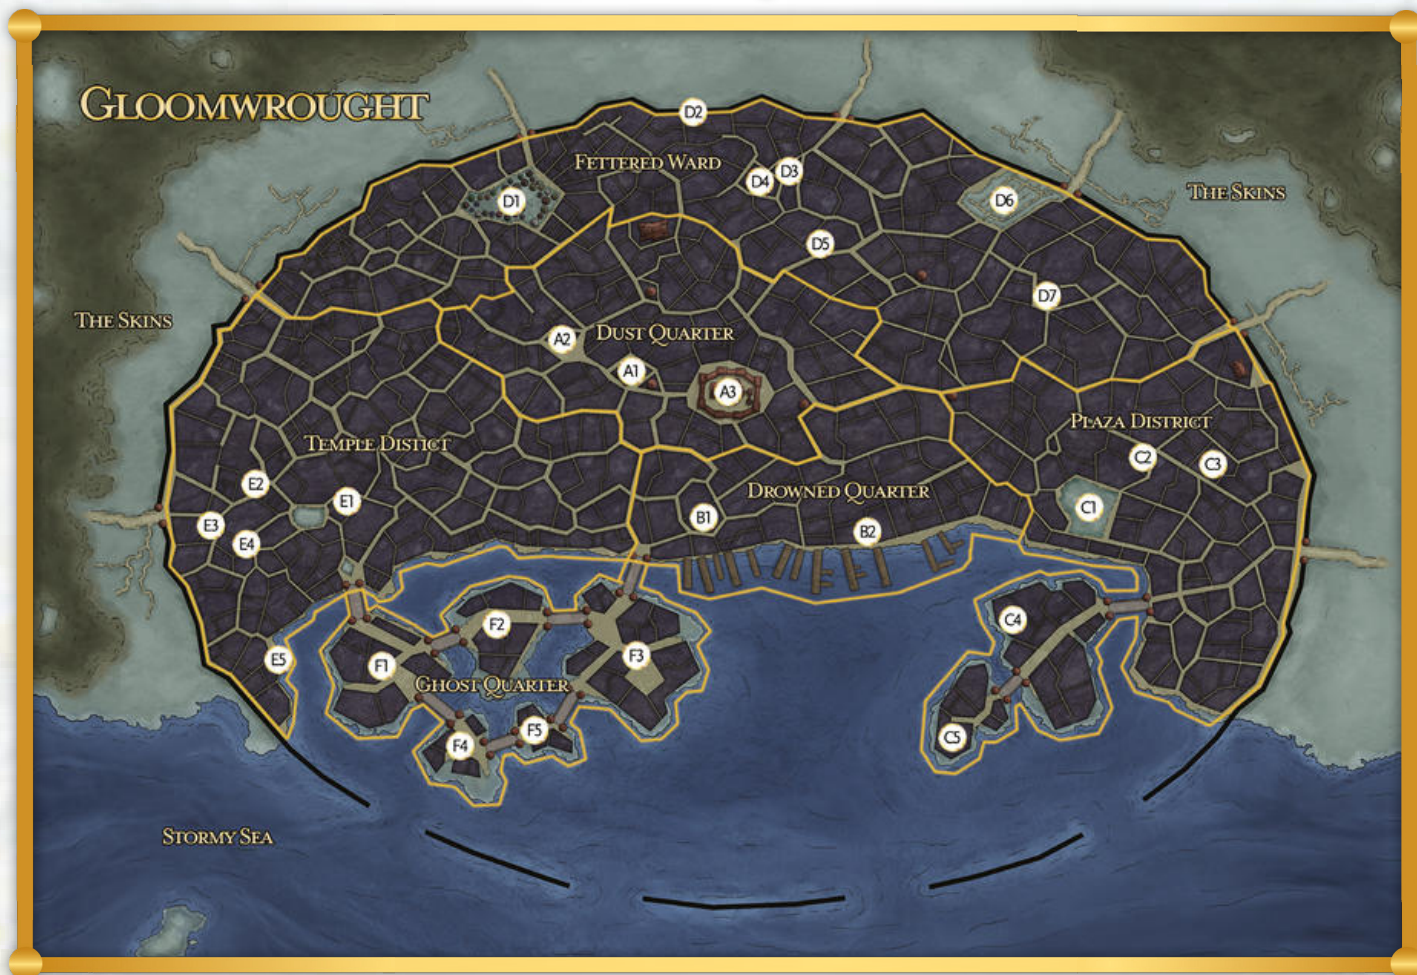 GLOOMWROUGHT
D2
FETTERED WARD
D3
D4
D1
D6
THE SKINS
D5
D7
THE SKINS
A2
DUST QUARTER
A1
A3
PLAZA DISTRICT
TEMPLE DISTICT
C2
C3
E2
DROWNED QUARTER
E1
C1
B1
E3
B2
E4
C4
F2
E5
F1
F3
GHOST QUARTER
F5
C5
F4
STORMY SEA